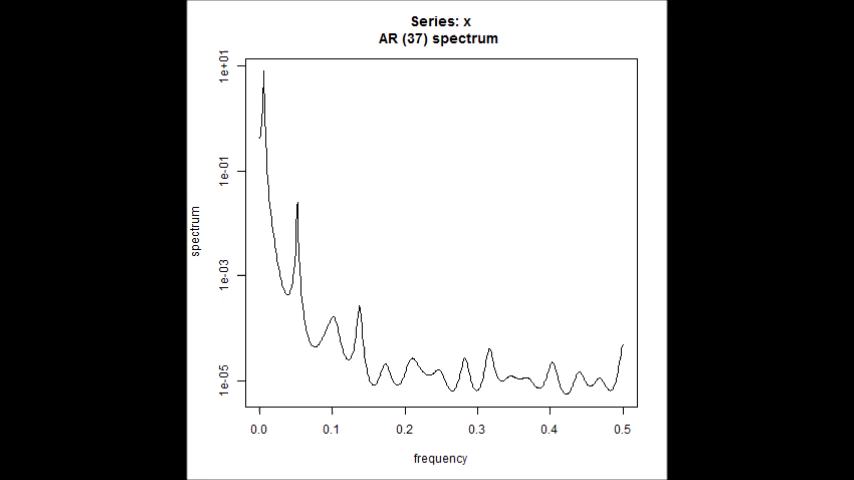 Series: x
AR (37) spectrum
1e+01
1e-01
1e-03
1e-05
spectrum
0.0 0.1 0.2 0.3 0.4 0.5
frequency